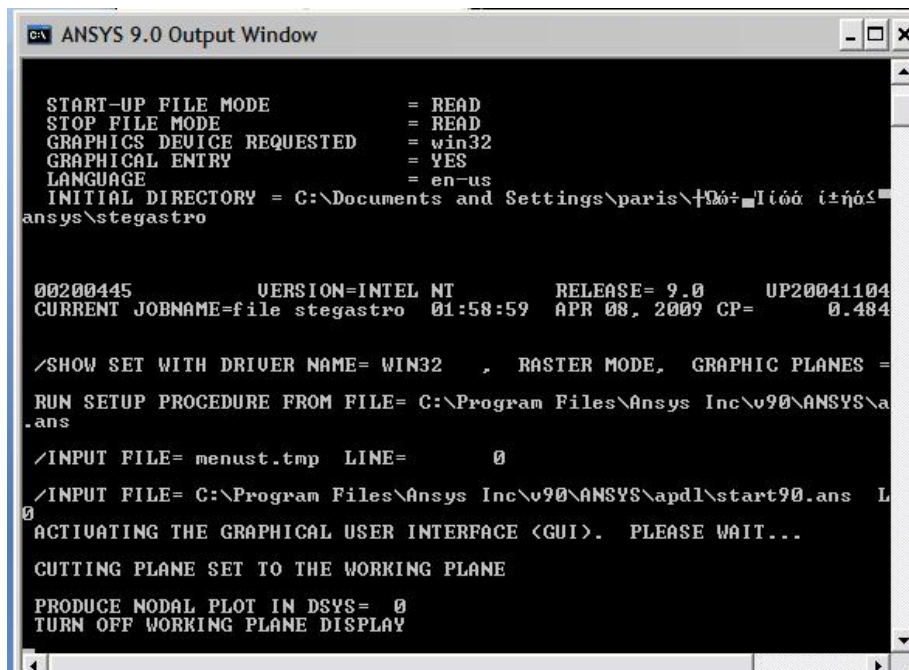 ANSYS 9.0 Output Window
START-UP FILE MODE = READ
STOP FILE MODE = READ
GRAPHICS DEVICE REQUESTED = win32
GRAPHICAL ENTRY = YES
LANGUAGE = en-us
INITIAL DIRECTORY = C:\Documents and Settings\paris\
ansys\stegastro
00200445 VERSION=INTEL NT RELEASE= 9.0 UP20041104
CURRENT JOBNAME=file stegastro 01:58:59 APR 08, 2009 CP= 0.484
/SHOW SET WITH DRIVER NAME= WIN32 , RASTER MODE, GRAPHIC PLANES =
RUN SETUP PROCEDURE FROM FILE= C:\Program Files\Ansys Inc\v90\ANSYS\a
.ans
/INPUT FILE= menust.tmp LINE= 0
/INPUT FILE= C:\Program Files\Ansys Inc\v90\ANSYS\apdl\start90.ans L
0
ACTIVATING THE GRAPHICAL USER INTERFACE (GUI). PLEASE WAIT...
CUTTING PLANE SET TO THE WORKING PLANE
PRODUCE NODAL PLOT IN DSYS= 0
TURN OFF WORKING PLANE DISPLAY